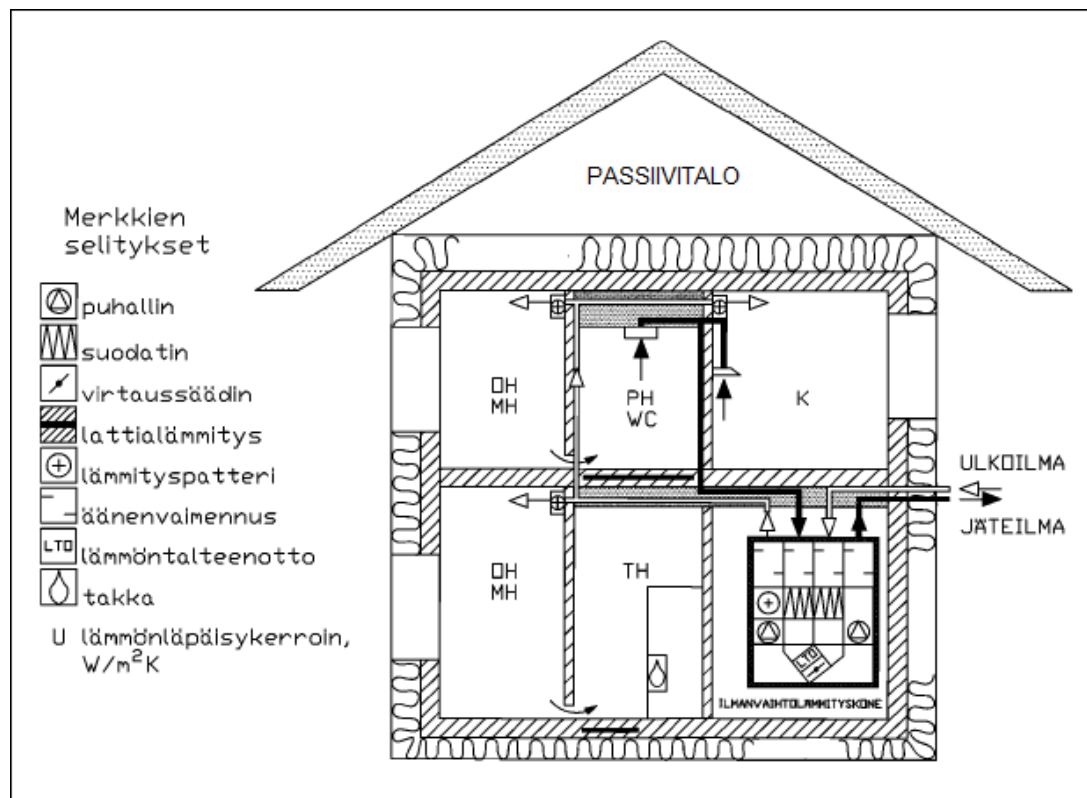 PASSIIVITALO
Merkkien
selitykset
puhallin
suodatin
virtaussäädin
lattialämmitys
lämmityspatteri
äänenvaimennus
LTO lämmöntalteenotto
takka
U lämmönläpäisykerroin,
W/m²K
OH
MH
PH
WC
K
ULKOILMA
JÄTEILMA
OH
MH
TH
LTO
ILMANVAIHTOLÄMMITYSKONE